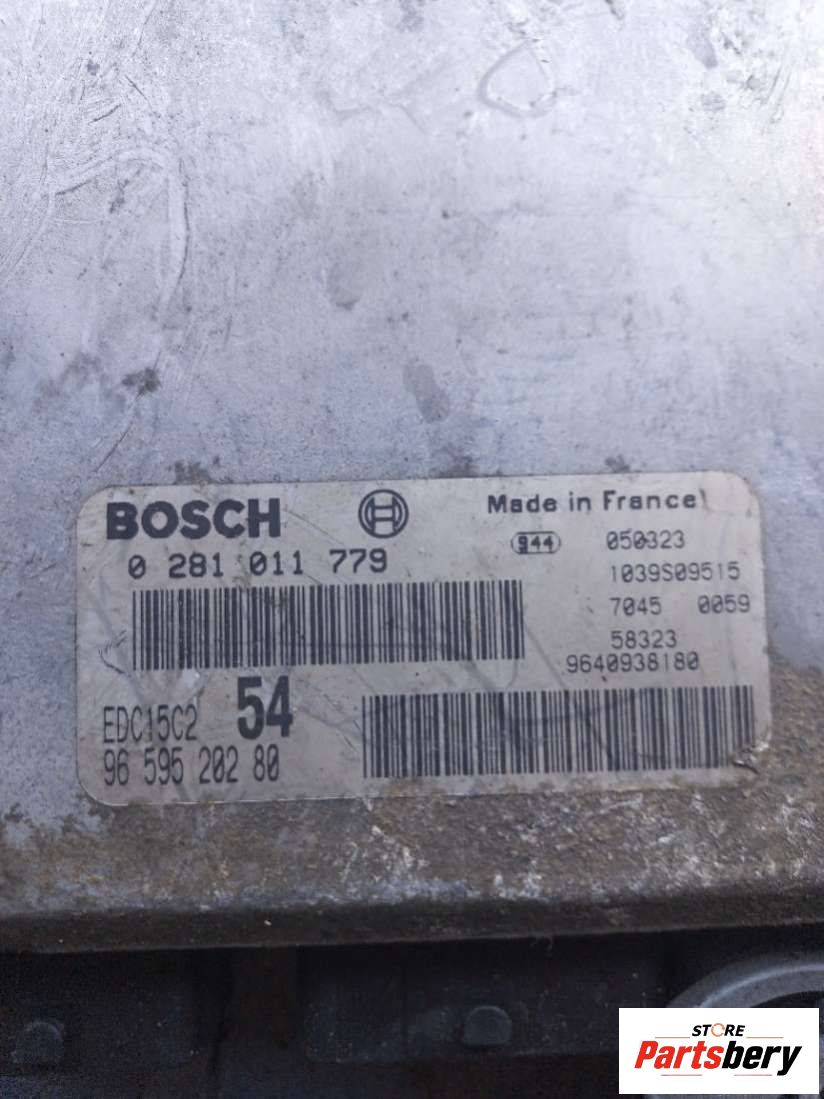 BOSCH
Made in France
0 281 011 779
944
050323
1039S09515
7045 0059
58323
9640938180
EDC15C2 54
96 595 202 80
STORE
Partsbery